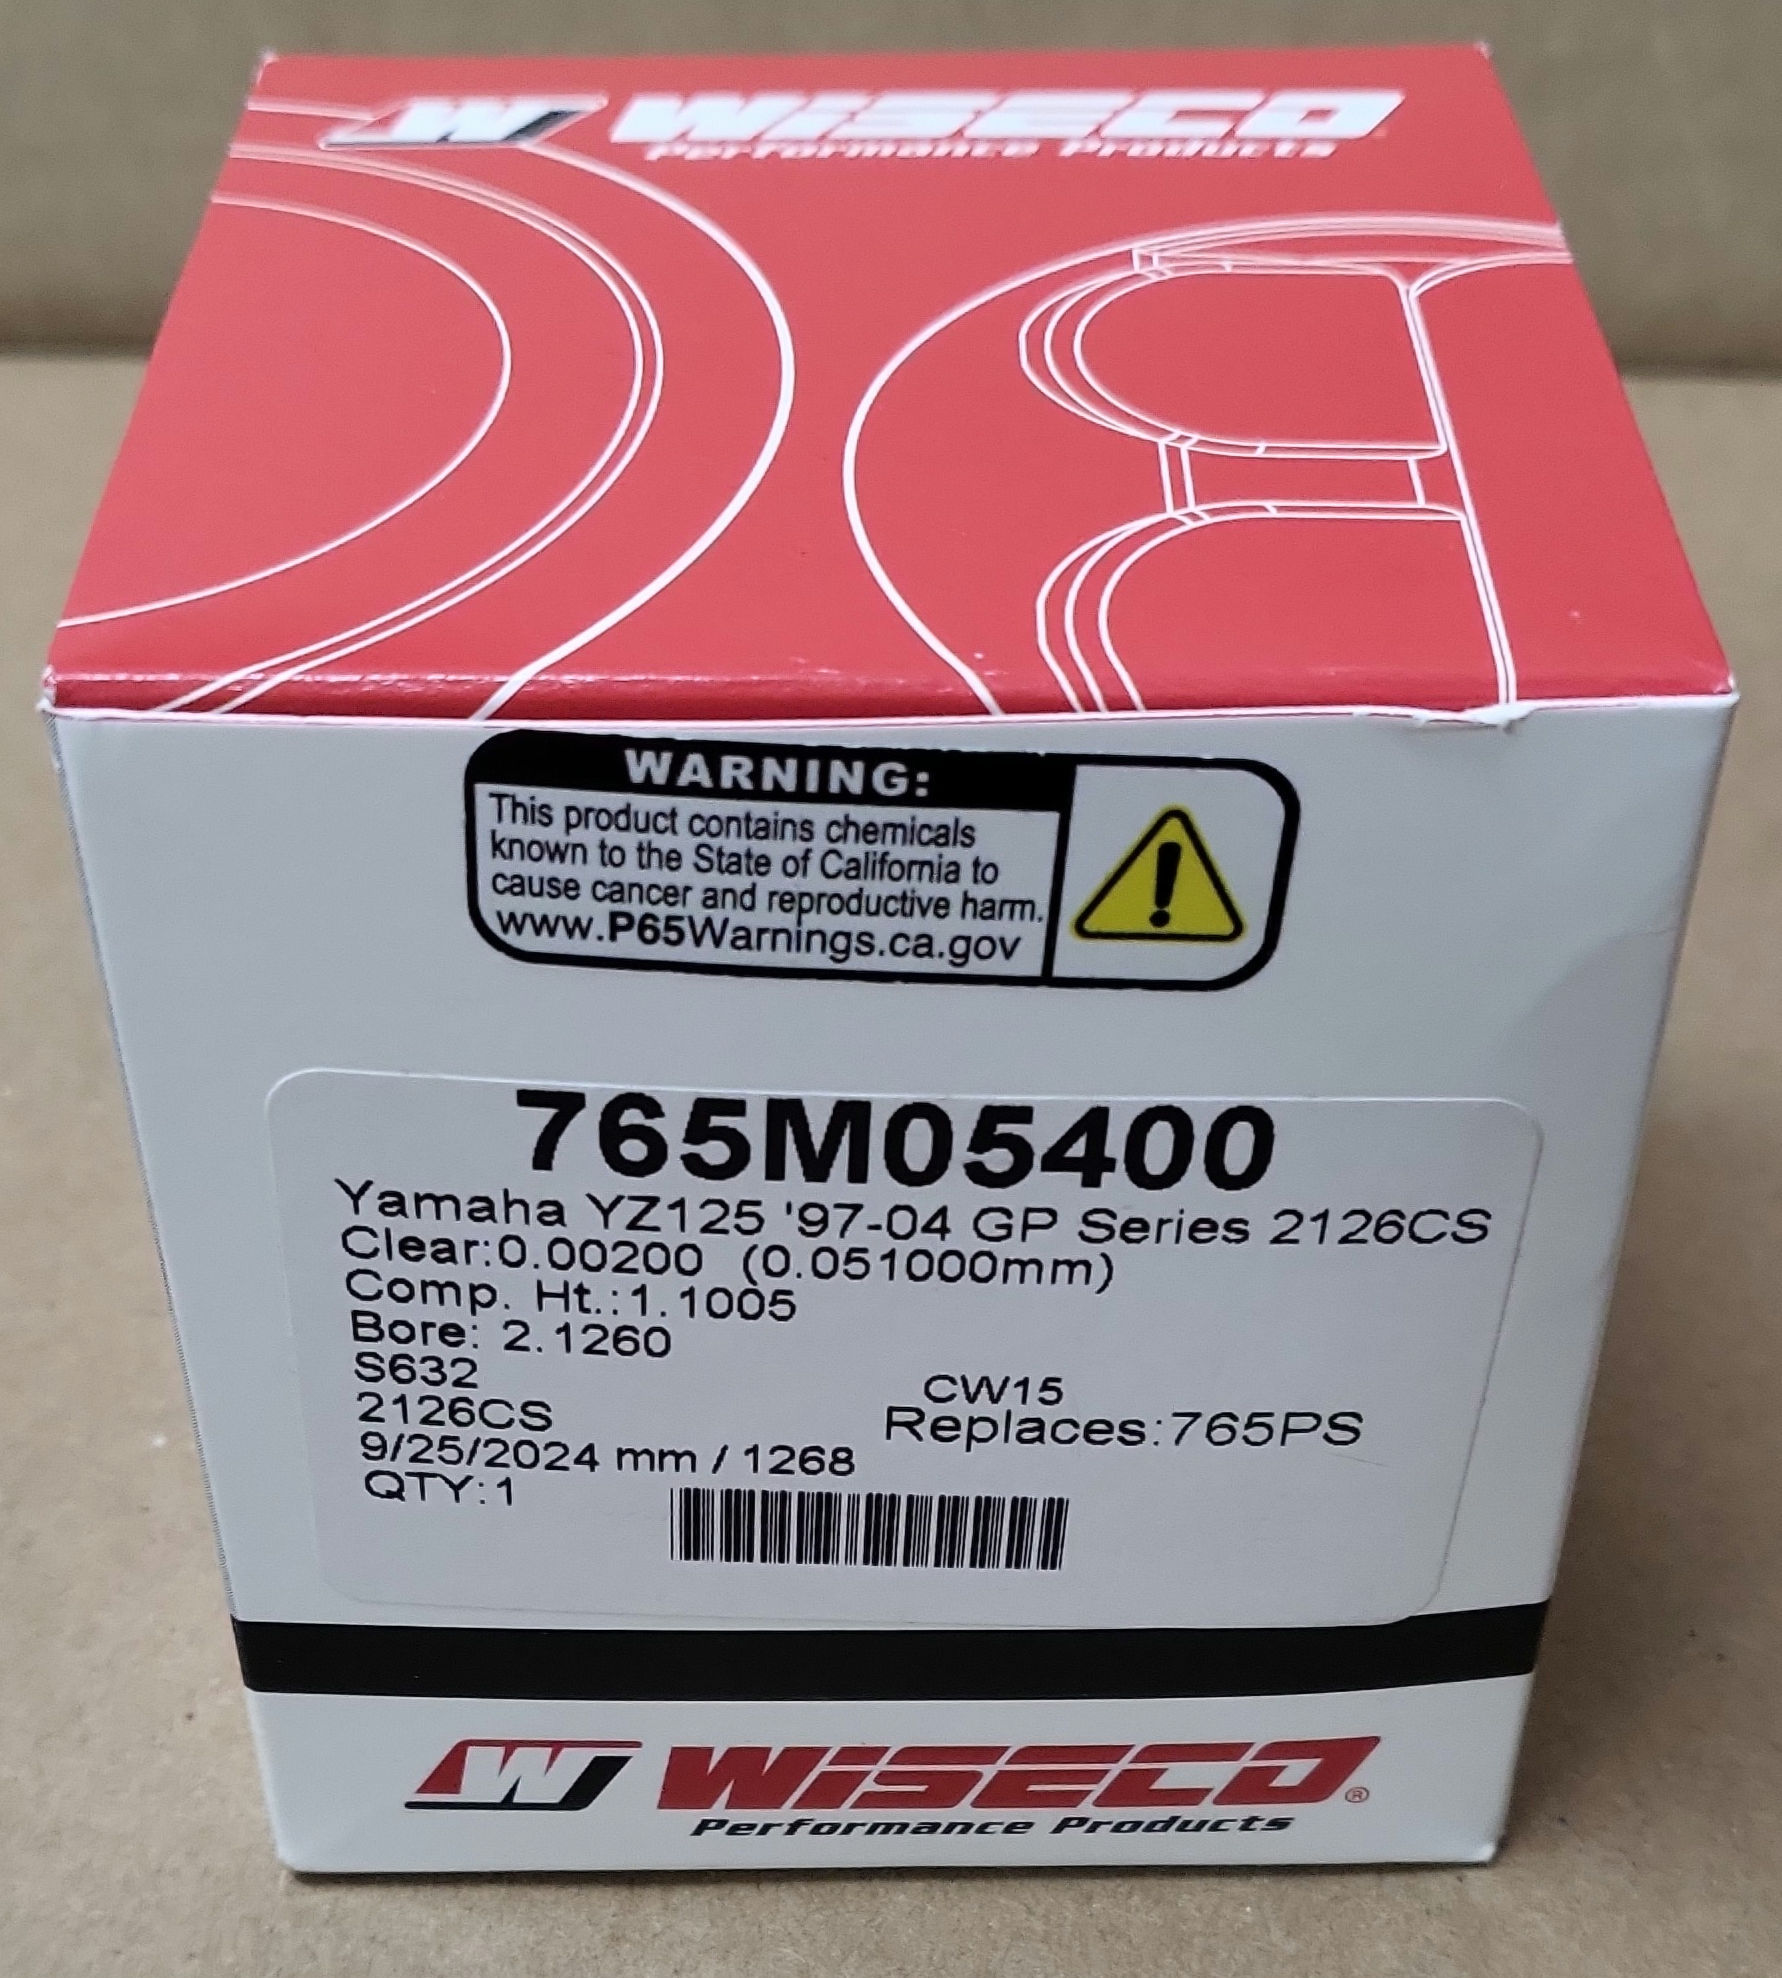 W WISECO
Performance Products
WARNING:
This product contains chemicals
known to the State of California to
cause cancer and reproductive harm.
www.P65Warnings.ca.gov
765M05400
Yamaha YZ125 '97-04 GP Series 2126CS
Clear:0.00200 (0.051000mm)
Comp. Ht.:1.1005
Bore: 2.1260
S632
CW15
2126CS
Replaces:765PS
9/25/2024 mm / 1268
QTY:1
W WISECO®
Performance Products